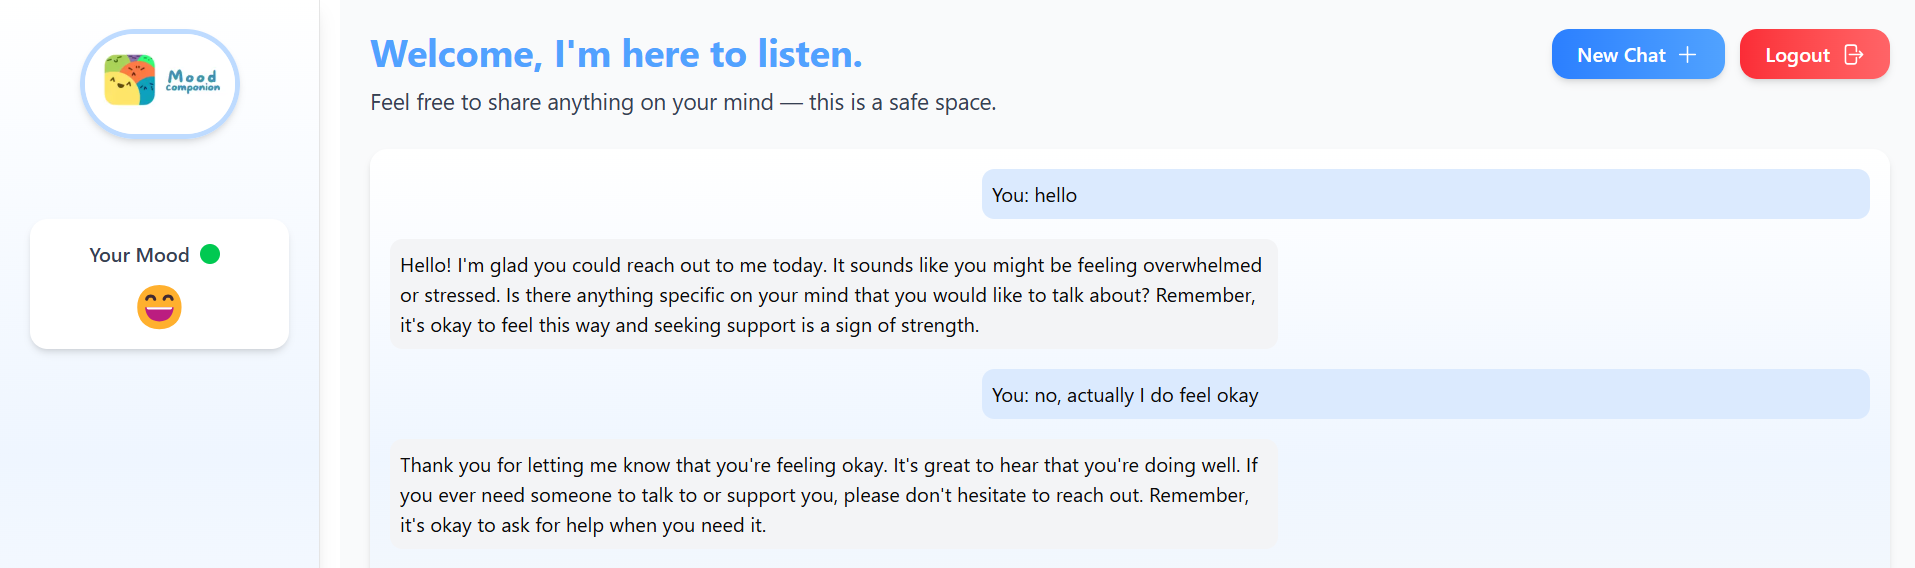 Mood
companion
Welcome, I'm here to listen.
Feel free to share anything on your mind — this is a safe space.
New Chat
Logout
Your Mood
You: hello
Hello! I'm glad you could reach out to me today. It sounds like you might be feeling overwhelmed
or stressed. Is there anything specific on your mind that you would like to talk about? Remember,
it's okay to feel this way and seeking support is a sign of strength.
You: no, actually I do feel okay
Thank you for letting me know that you're feeling okay. It's great to hear that you're doing well. If
you ever need someone to talk to or support you, please don't hesitate to reach out. Remember,
it's okay to ask for help when you need it.